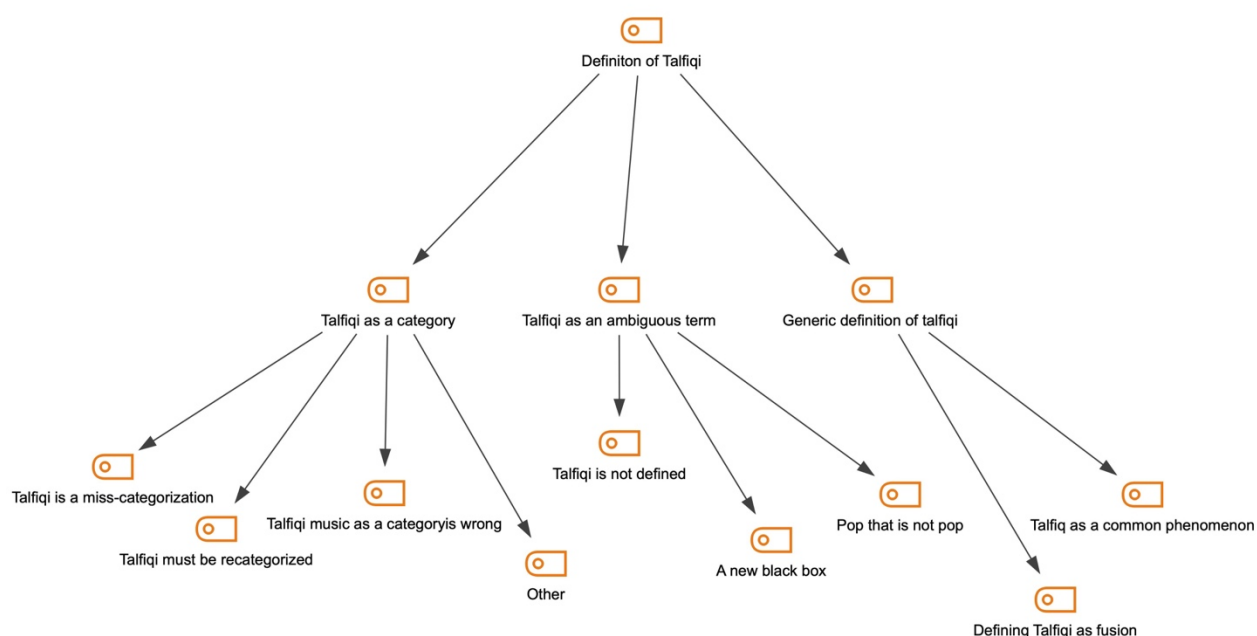 Definiton of Talfiqi
Talfiqi as a category
Talfiqi as an ambiguous term
Generic definition of talfiqi
Talfiqi is a miss-categorization
Talfiqi must be recategorized
Talfiqi music as a categoryis wrong
Other
Talfiqi is not defined
A new black box
Pop that is not pop
Defining Talfiqi as fusion
Talfiq as a common phenomenon